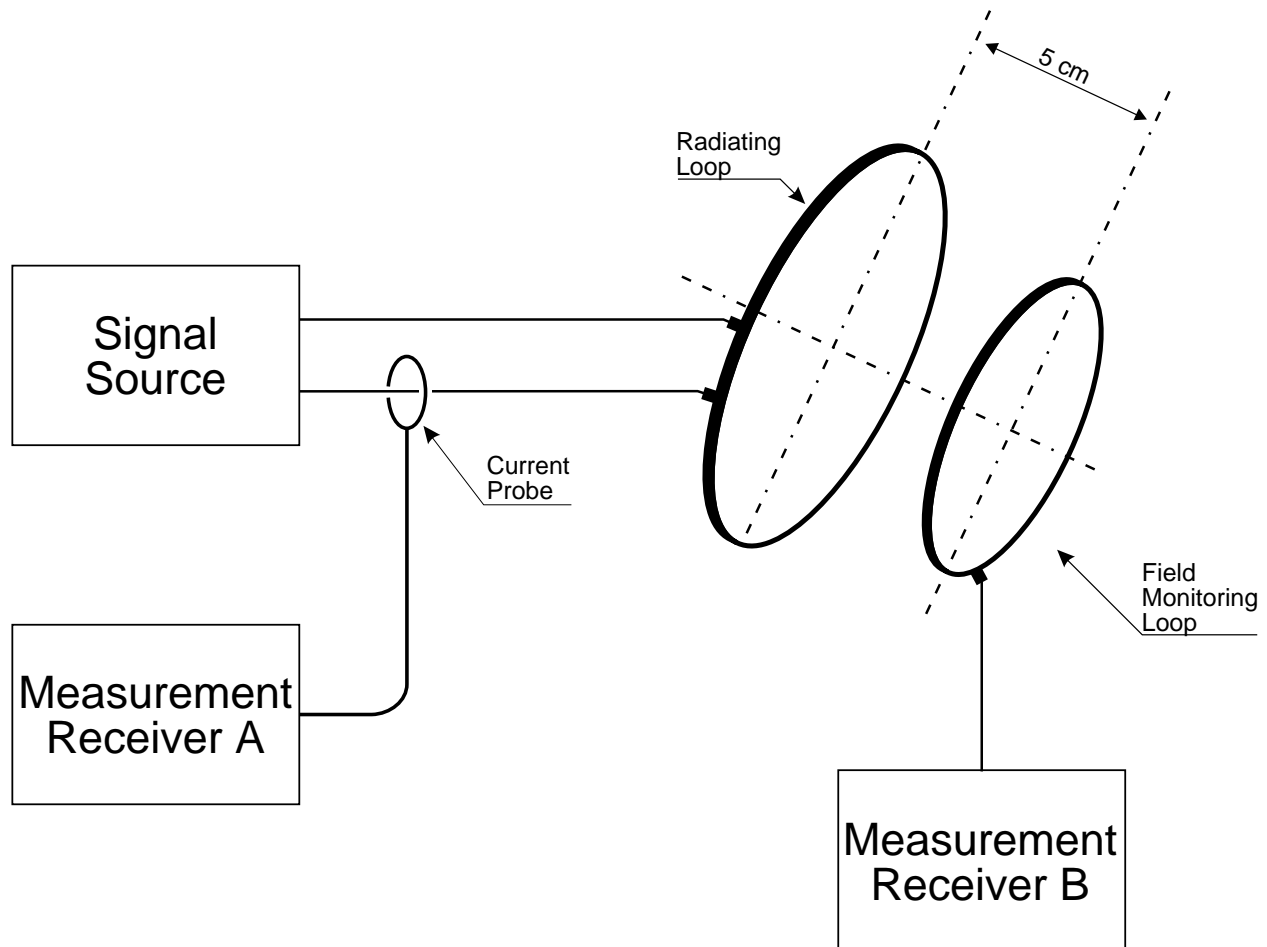 5 cm
Radiating
Loop
Signal
Source
Current
Probe
Field
Monitoring
Loop
Measurement
Receiver A
Measurement
Receiver B